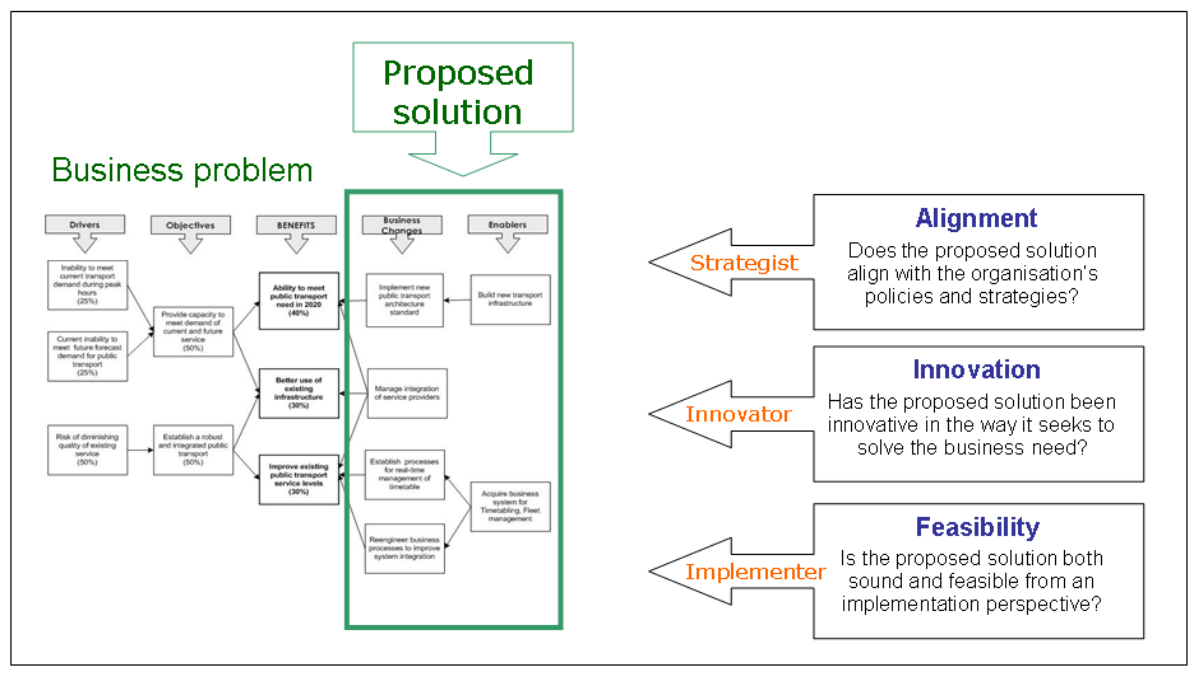 Proposed
solution
Business problem
Drivers
Objectives
BENEFITS
Business
Changes
Enablers
Inability to meet
current transport
demand during peak
hours
(25%)
Current inability to
meet future forecast
demand for public
transport
(25%)
Risk of diminishing
quality of existing
service
(50%)
Provide capacity to
meet demand of
current and future
service
(50%)
Establish a robust
and integrated public
transport
(50%)
Ability to meet
public transport
need in 2020
(40%)
Better use of
existing
infrastructure
(30%)
Improve existing
public transport
service levels
(30%)
Implement new
public transport
architecture
standard
Manage integration
of service providers
Establish processes
for real-time
management of
timetable
Reengineer business
processes to improve
system integration
Build new transport
infrastructure
Acquire business
system for
Timetabling, Fleet
management
Strategist
Alignment
Does the proposed solution
align with the organisation's
policies and strategies?
Innovator
Innovation
Has the proposed solution been
innovative in the way it seeks to
solve the business need?
Implementer
Feasibility
Is the proposed solution both
sound and feasible from an
implementation perspective?